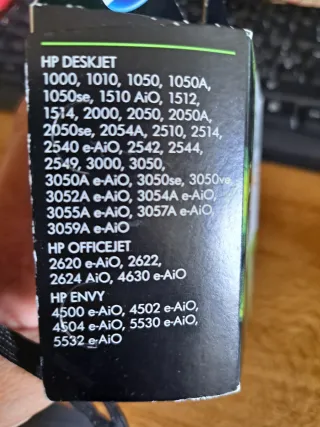 HP DESKJET
1000, 1010, 1050, 1050A,
1050se, 1510 AiO, 1512,
1514, 2000, 2050, 2050A,
2050se, 2054A, 2510, 2514,
2540 e-AiO, 2542, 2544,
2549, 3000, 3050,
3050A e-AiO, 3050se, 3050ve,
3052A e-AiO, 3054A e-AiO,
3055A e-AiO, 3057A e-AiO,
3059A e-AiO
HP OFFICEJET
2620 e-AiO, 2622,
2624 AiO, 4630 e-AiO
HP ENVY
4500 e-AiO, 4502 e-AiO,
4504 e-AiO, 5530 e-AiO,
5532 e-AiO